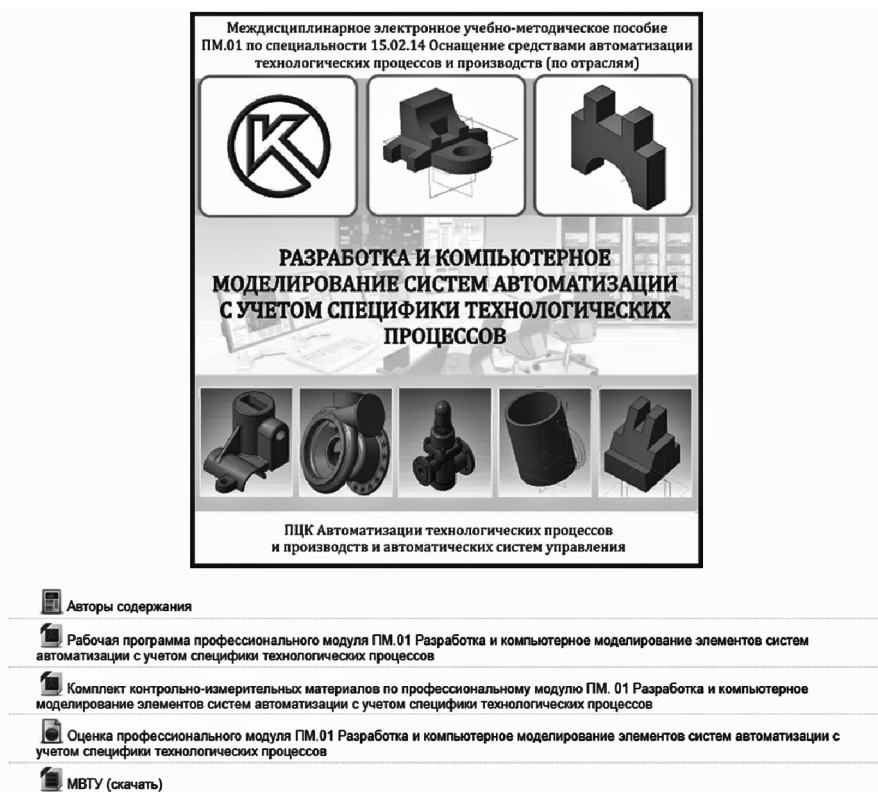 Междисциплинарное электронное учебно-методическое пособие
ПМ.01 по специальности 15.02.14 Оснащение средствами автоматизации
технологических процессов и производств (по отраслям)
РАЗРАБОТКА И КОМПЬЮТЕРНОЕ
МОДЕЛИРОВАНИЕ СИСТЕМ АВТОМАТИЗАЦИИ
С УЧЕТОМ СПЕЦИФИКИ ТЕХНОЛОГИЧЕСКИХ
ПРОЦЕССОВ
ПЦК Автоматизации технологических процессов
и производств и автоматических систем управления
Авторы содержания
Рабочая программа профессионального модуля ПМ.01 Разработка и компьютерное моделирование элементов систем
автоматизации с учетом специфики технологических процессов
Комплект контрольно-измерительных материалов по профессиональному модулю ПМ. 01 Разработка и компьютерное
моделирование элементов систем автоматизации с учетом специфики технологических процессов
Оценка профессионального модуля ПМ.01 Разработка и компьютерное моделирование элементов систем автоматизации с
учетом специфики технологических процессов
МВТУ (скачать)